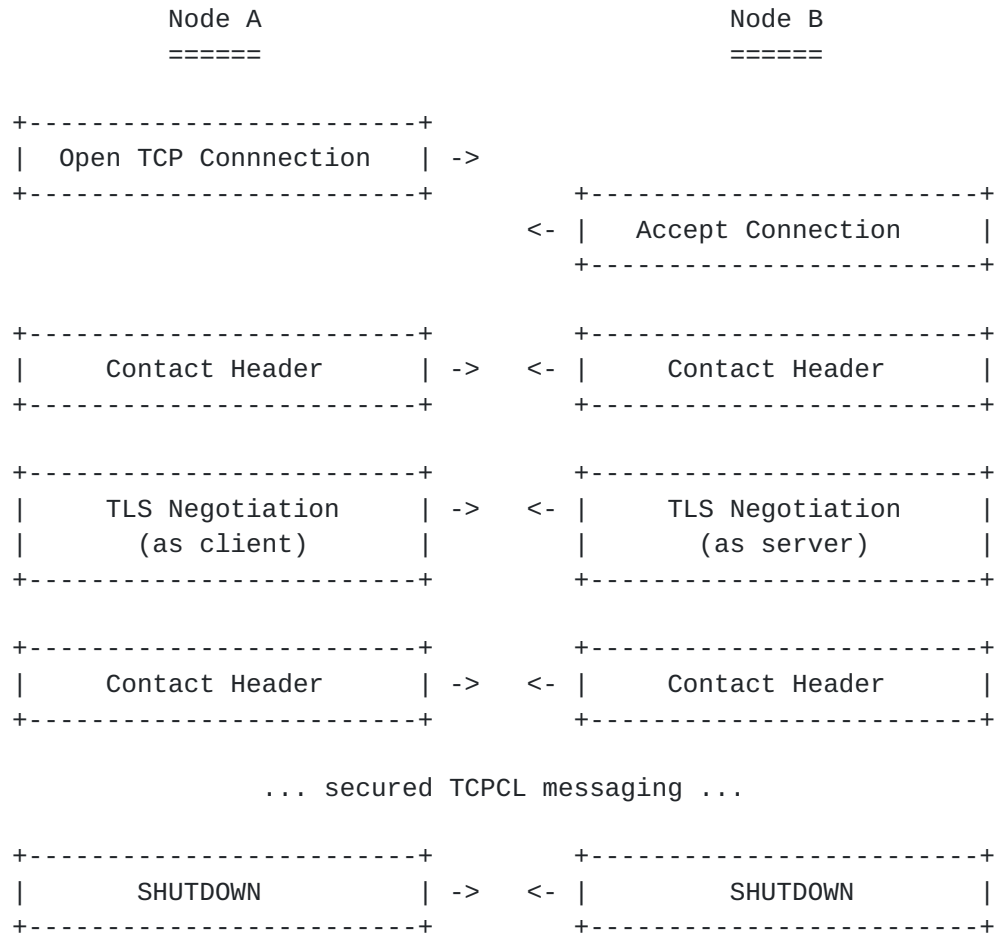 Node A Node B
====== ======
+-------------------------+
| Open TCP Connnection | ->
+-------------------------+ +-------------------------+
<- | Accept Connection |
+-------------------------+
+-------------------------+ +-------------------------+
| Contact Header | -> <- | Contact Header |
+-------------------------+ +-------------------------+
+-------------------------+ +-------------------------+
| TLS Negotiation | -> <- | TLS Negotiation |
| (as client) | | (as server) |
+-------------------------+ +-------------------------+
+-------------------------+ +-------------------------+
| Contact Header | -> <- | Contact Header |
+-------------------------+ +-------------------------+
... secured TCPCL messaging ...
+-------------------------+ +-------------------------+
| SHUTDOWN | -> <- | SHUTDOWN |
+-------------------------+ +-------------------------+